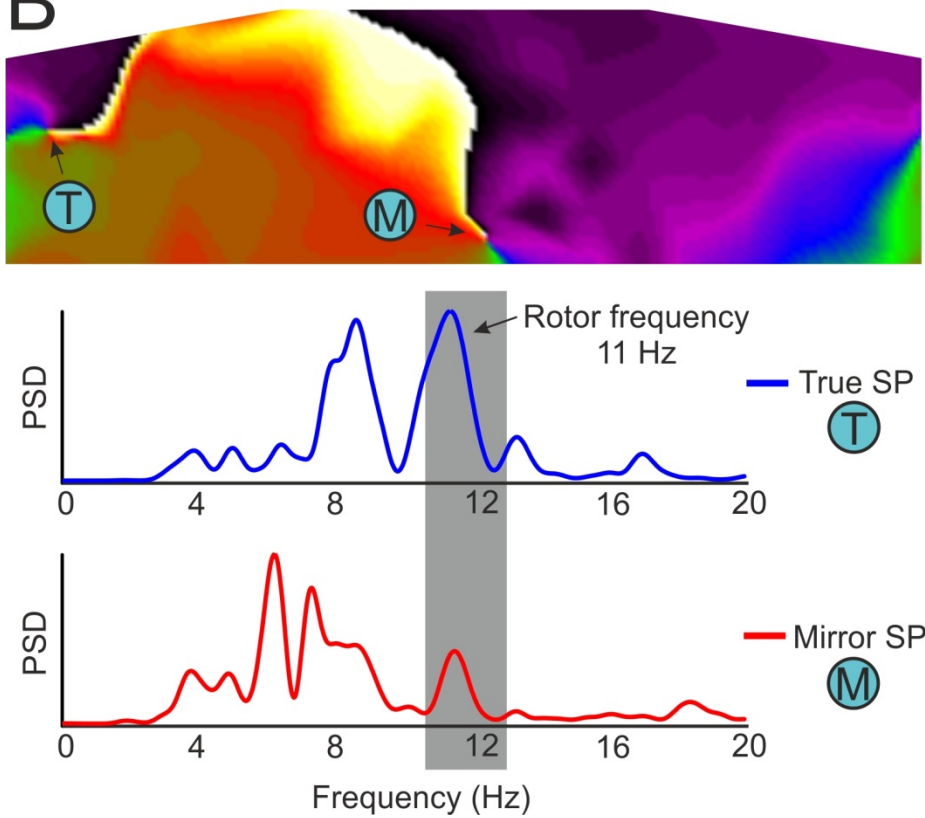 B
T
M
PSD
Rotor frequency
11 Hz
True SP
T
0 4 8 12 16 20
PSD
Mirror SP
M
0 4 8 12 16 20
Frequency (Hz)